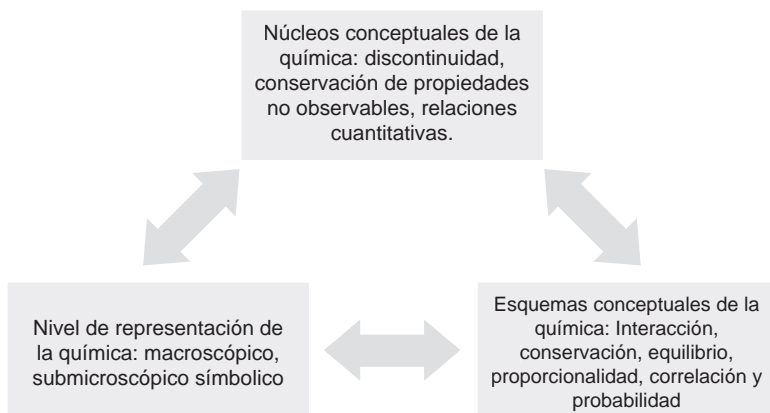 Núcleos conceptuales de la
química: discontinuidad,
conservación de propiedades
no observables, relaciones
cuantitativas.
Nivel de representación de
la química: macroscópico,
submicroscópico símbolico
Esquemas conceptuales de la
química: Interacción,
conservación, equilibrio,
proporcionalidad, correlación y
probabilidad